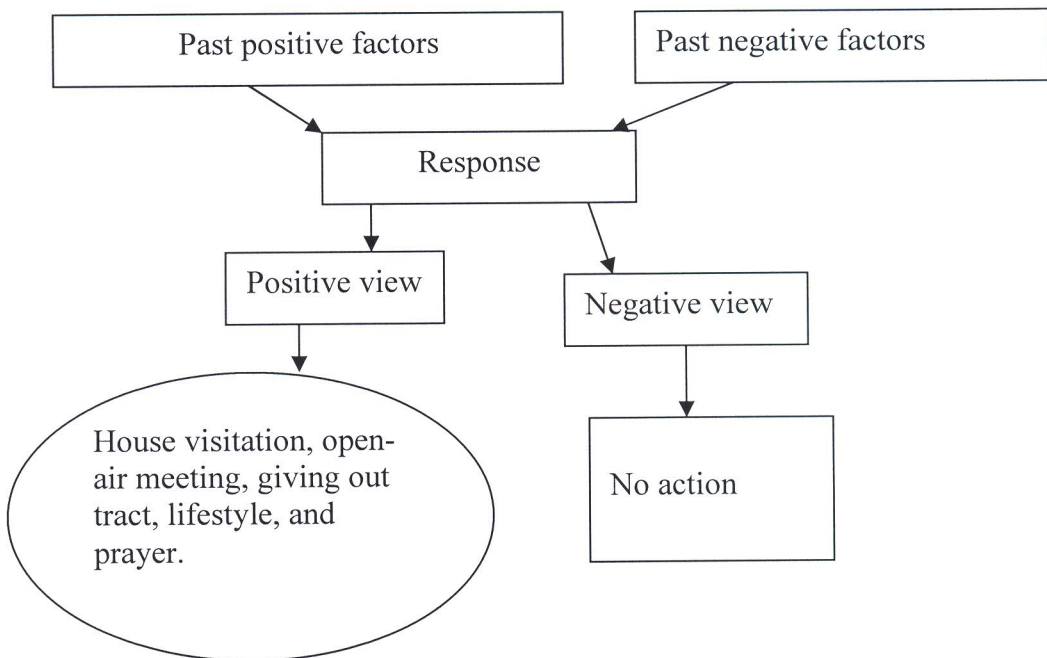 Past positive factors
Past negative factors
Response
Positive view
Negative view
House visitation, open-
air meeting, giving out
tract, lifestyle, and
prayer.
No action